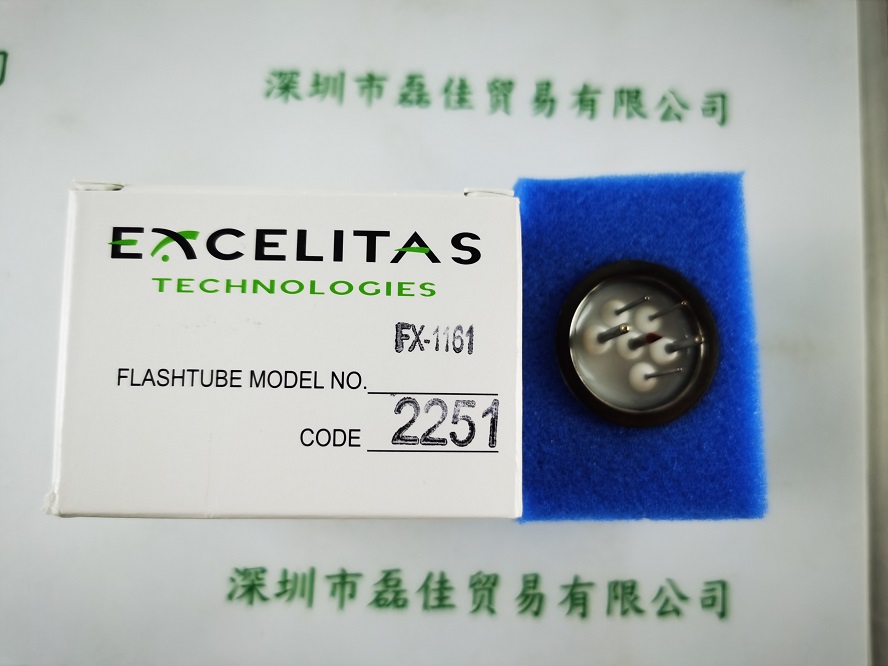 司
深圳市磊佳贸易有限公司
EXCELITAS
TECHNOLOGIES
FX-1161
FLASHTUBE MODEL NO.
CODE 2251
深圳市磊佳贸易有限公司